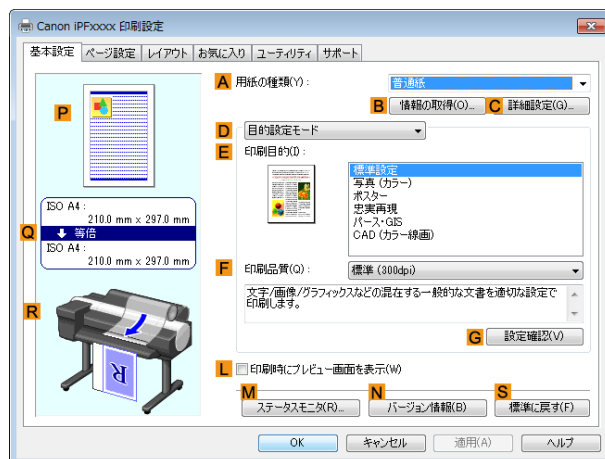 Canon iPFxxxx 印刷設定
基本設定 ページ設定 レイアウト お気に入り ユーティリティ サポート
P
A 用紙の種類(Y): 普通紙
B 情報の取得(O)... C 詳細設定(G)...
D 目的設定モード
E 印刷目的(I):
標準設定
写真 (カラー)
ポスター
忠実再現
パース・GIS
CAD (カラー線画)
ISO A4 :
210.0 mm x 297.0 mm
Q 等倍
ISO A4 :
210.0 mm x 297.0 mm
F 印刷品質(Q): 標準 (300dpi)
文字/画像/グラフィックスなどの混在する一般的な文書を適切な設定で
印刷します。
R
R
G 設定確認(V)
L 印刷時にプレビュー画面を表示(W)
M ステータスモニタ(R)... N バージョン情報(B) S 標準に戻す(F)
OK キャンセル 適用(A) ヘルプ